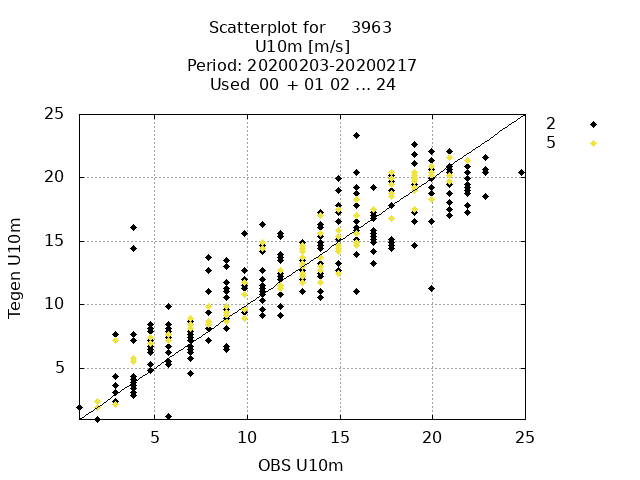 Scatterplot for 3963
U10m [m/s]
Period: 20200203-20200217
Used 00 + 01 02 ... 24
25
20
15
10
5
5
10
15
20
25
Tegen U10m
OBS U10m
2
5